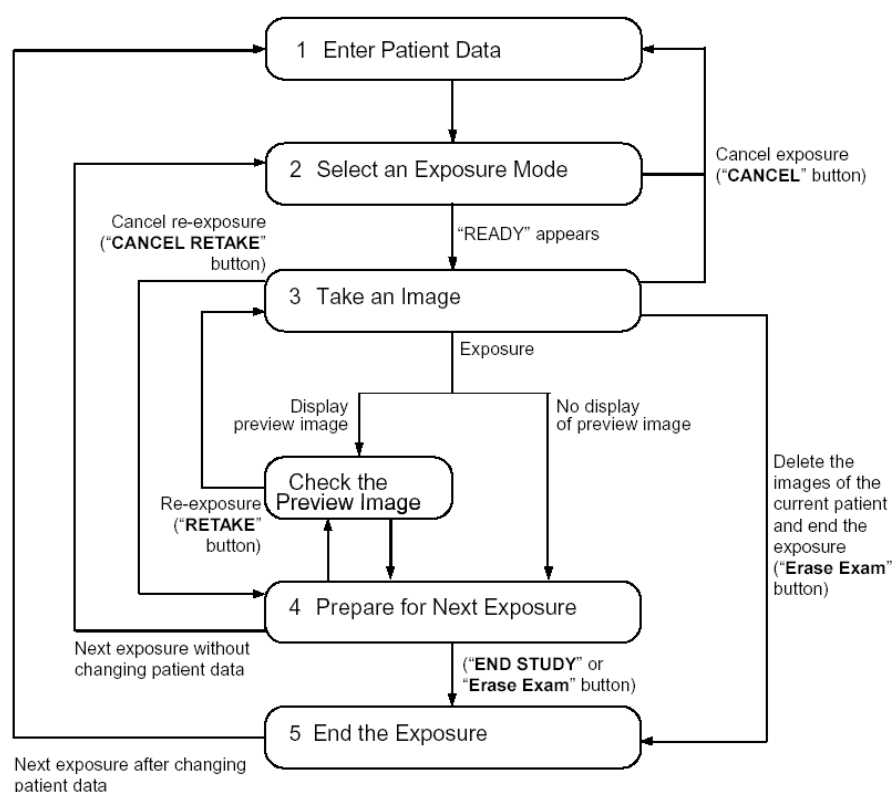 1 Enter Patient Data
2 Select an Exposure Mode
Cancel exposure
(“CANCEL” button)
Cancel re-exposure
(“CANCEL RETAKE”
button)
“READY” appears
3 Take an Image
Exposure
Display
preview image
No display
of preview image
Check the
Preview Image
Re-exposure
(“RETAKE”
button)
Delete the
images of the
current patient
and end the
exposure
(“Erase Exam”
button)
4 Prepare for Next Exposure
Next exposure without
changing patient data
(“END STUDY” or
“Erase Exam” button)
5 End the Exposure
Next exposure after changing
patient data